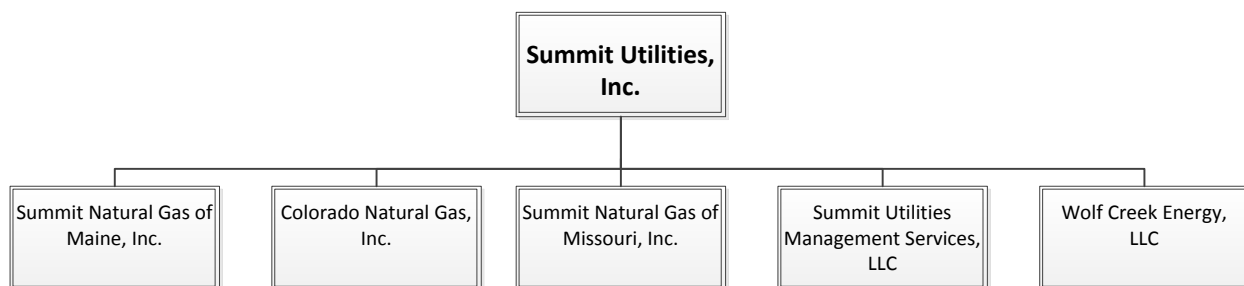 Summit Utilities,
Inc.
Summit Natural Gas of
Maine, Inc.
Colorado Natural Gas,
Inc.
Summit Natural Gas of
Missouri, Inc.
Summit Utilities
Management Services,
LLC
Wolf Creek Energy,
LLC